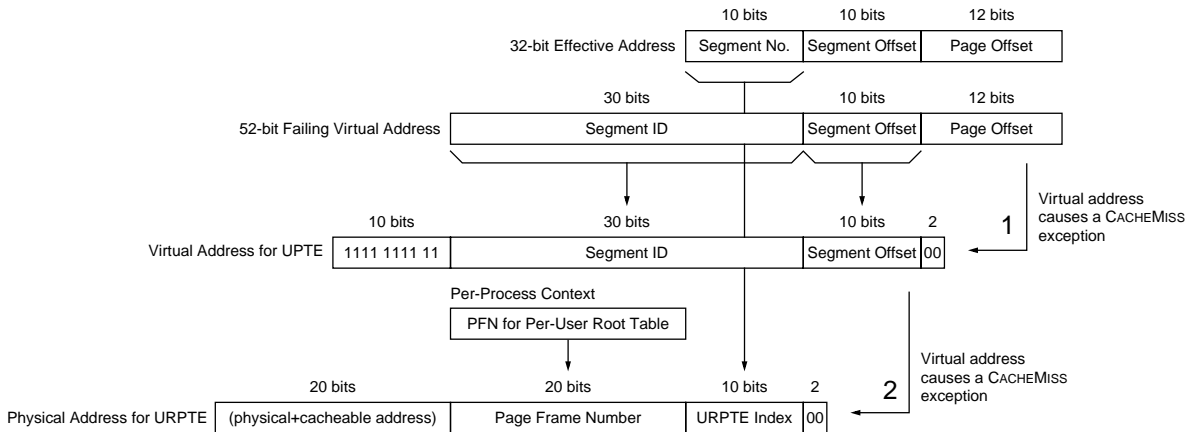 10 bits 10 bits 12 bits
32-bit Effective Address Segment No. Segment Offset Page Offset
30 bits 10 bits 12 bits
52-bit Failing Virtual Address Segment ID Segment Offset Page Offset
Virtual address
causes a CACHEMISS
exception
1
10 bits 30 bits 10 bits 2
Virtual Address for UPTE 1111 1111 11 Segment ID Segment Offset 00
Per-Process Context
PFN for Per-User Root Table
Virtual address
causes a CACHEMISS
exception
2
20 bits 20 bits 10 bits 2
Physical Address for URPTE (physical+cacheable address) Page Frame Number URPTE Index 00